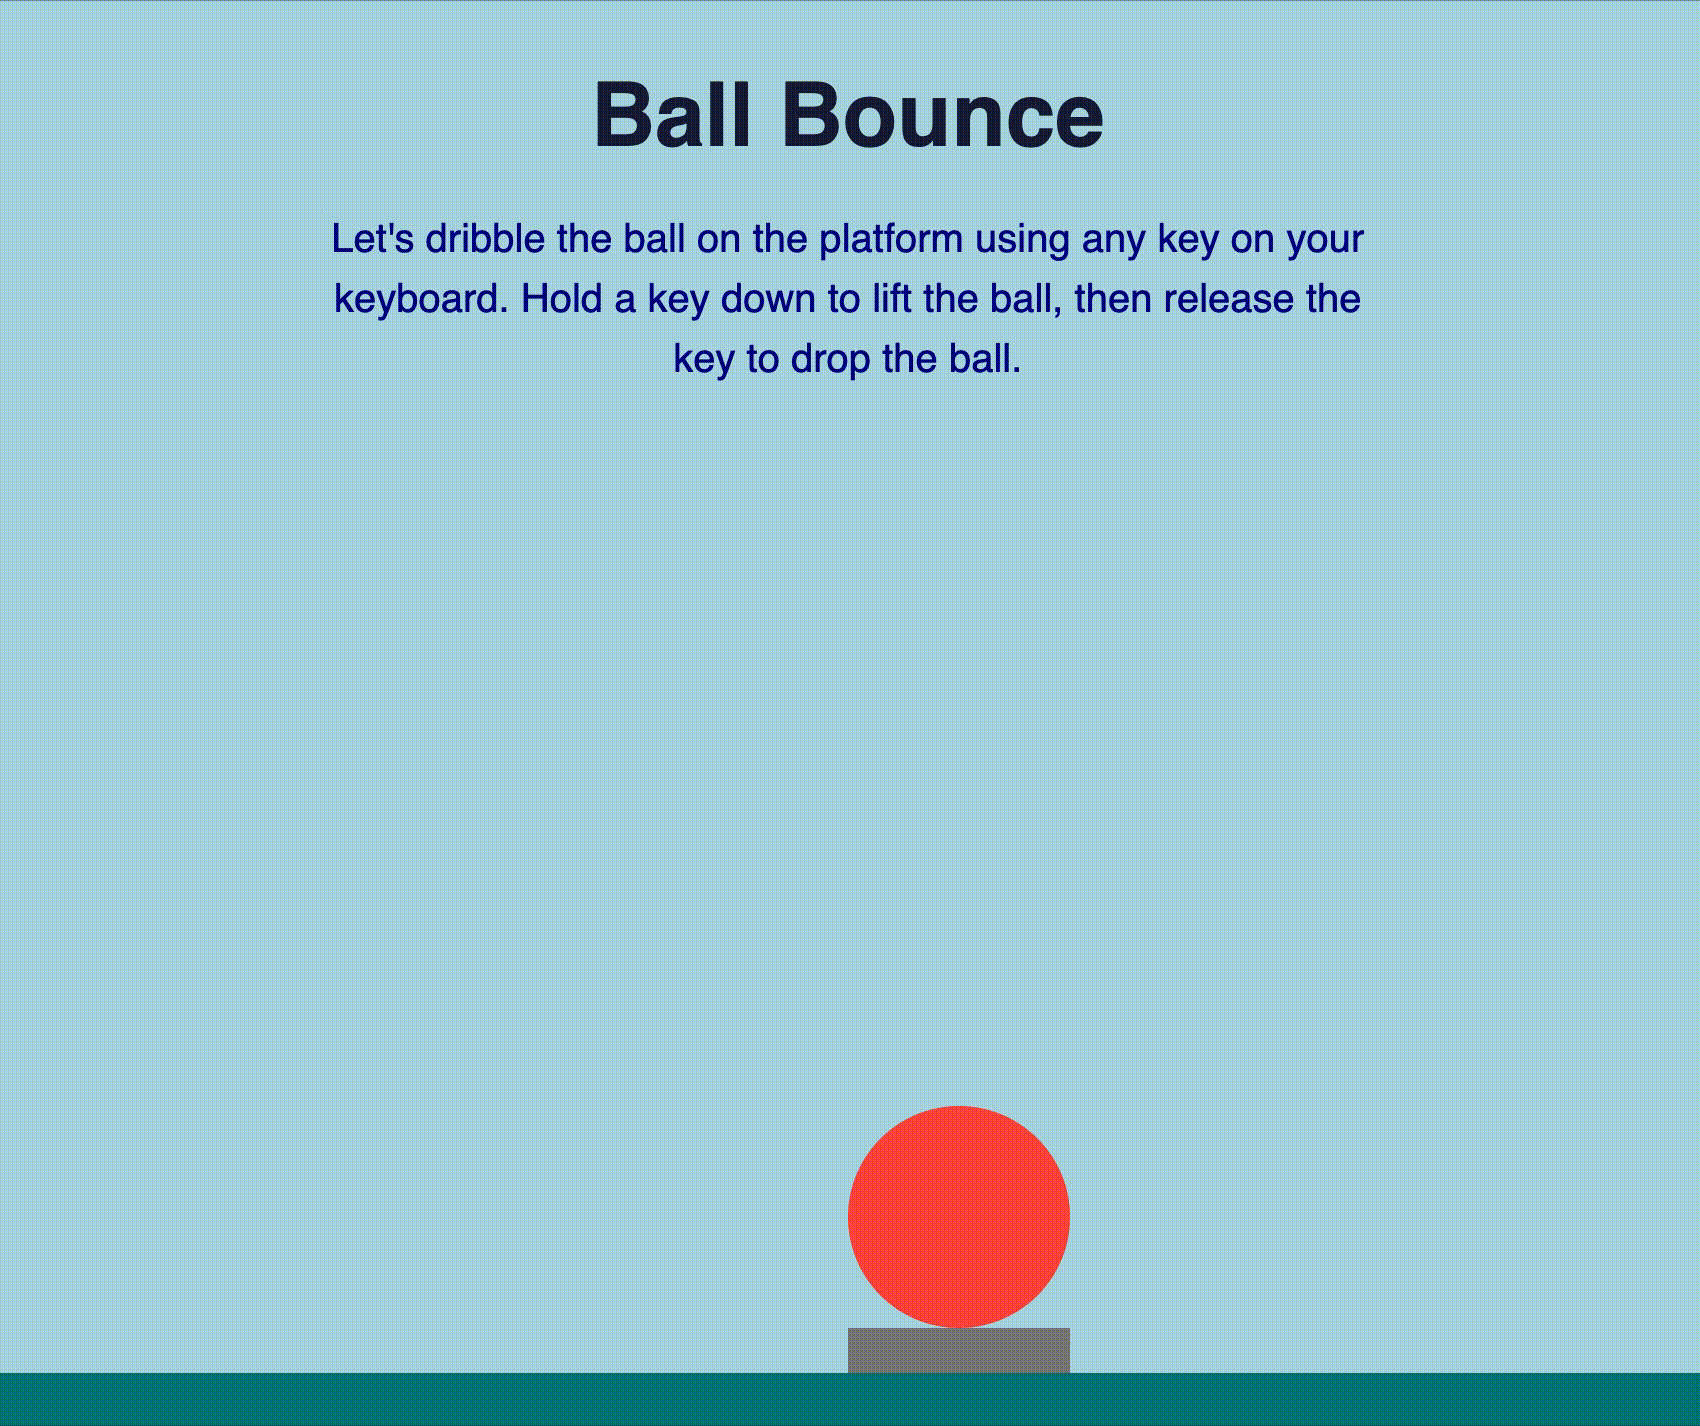 Ball Bounce
Let's dribble the ball on the platform using any key on your
keyboard. Hold a key down to lift the ball, then release the
key to drop the ball.